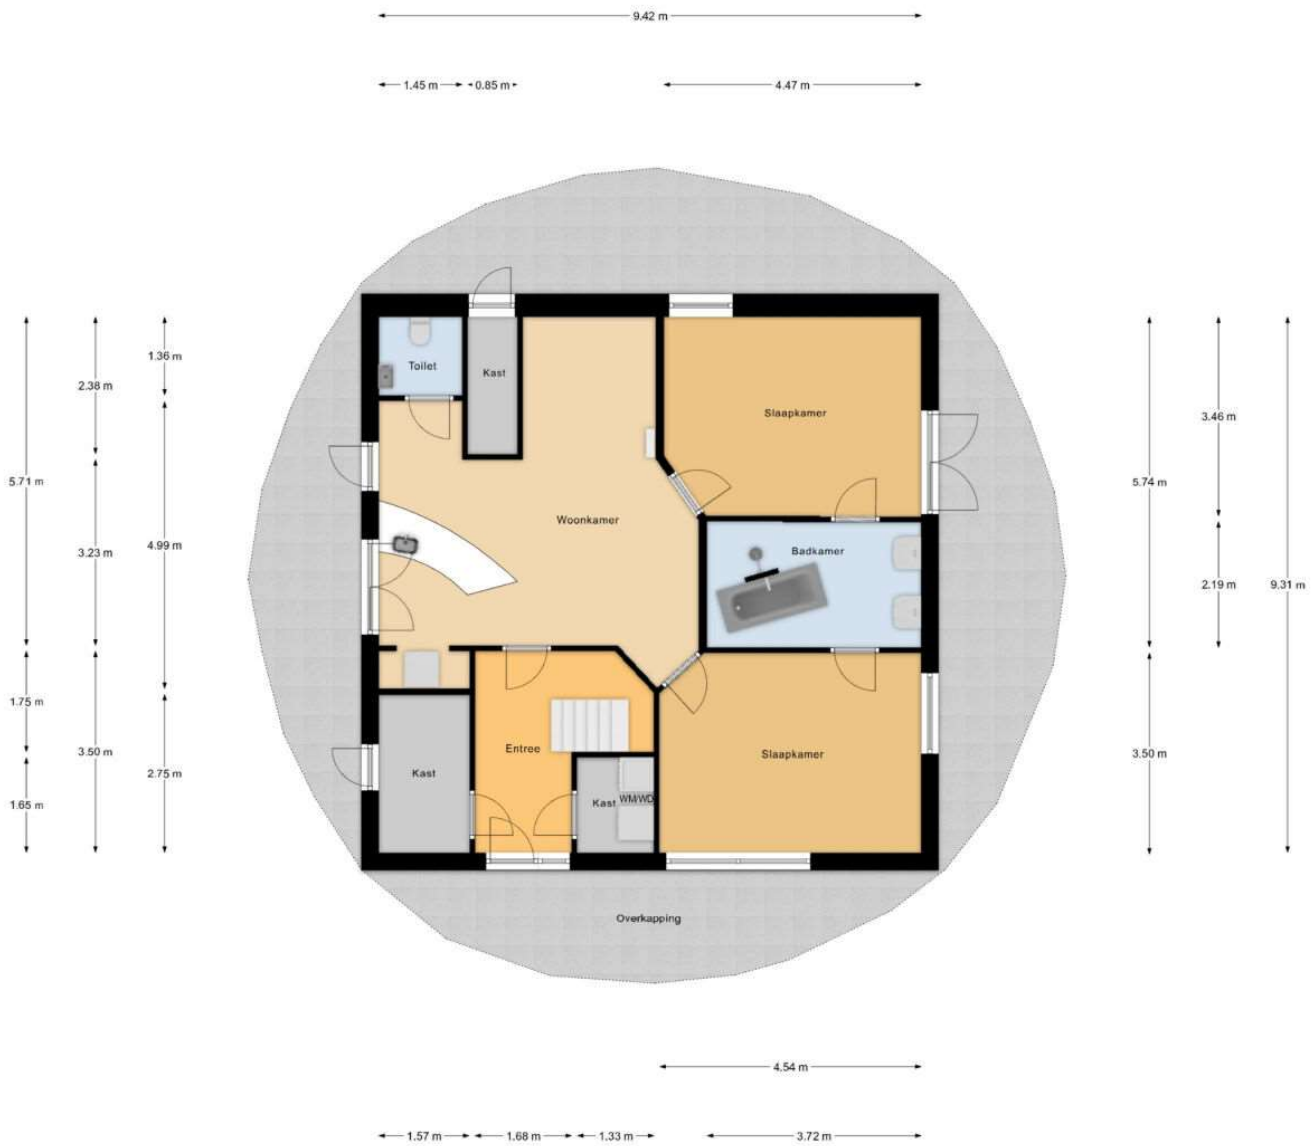 9.42 m
1.45 m
0.85 m
4.47 m
1.36 m
2.38 m
Toilet
Kast
Slaapkamer
3.46 m
5.71 m
5.74 m
Woonkamer
4.99 m
3.23 m
Badkamer
2.19 m
9.31 m
1.75 m
3.50 m
Entree
Slaapkamer
3.50 m
2.75 m
Kast
1.65 m
Kast
WM/WD
Overkapping
4.54 m
1.57 m
1.68 m
1.33 m
3.72 m